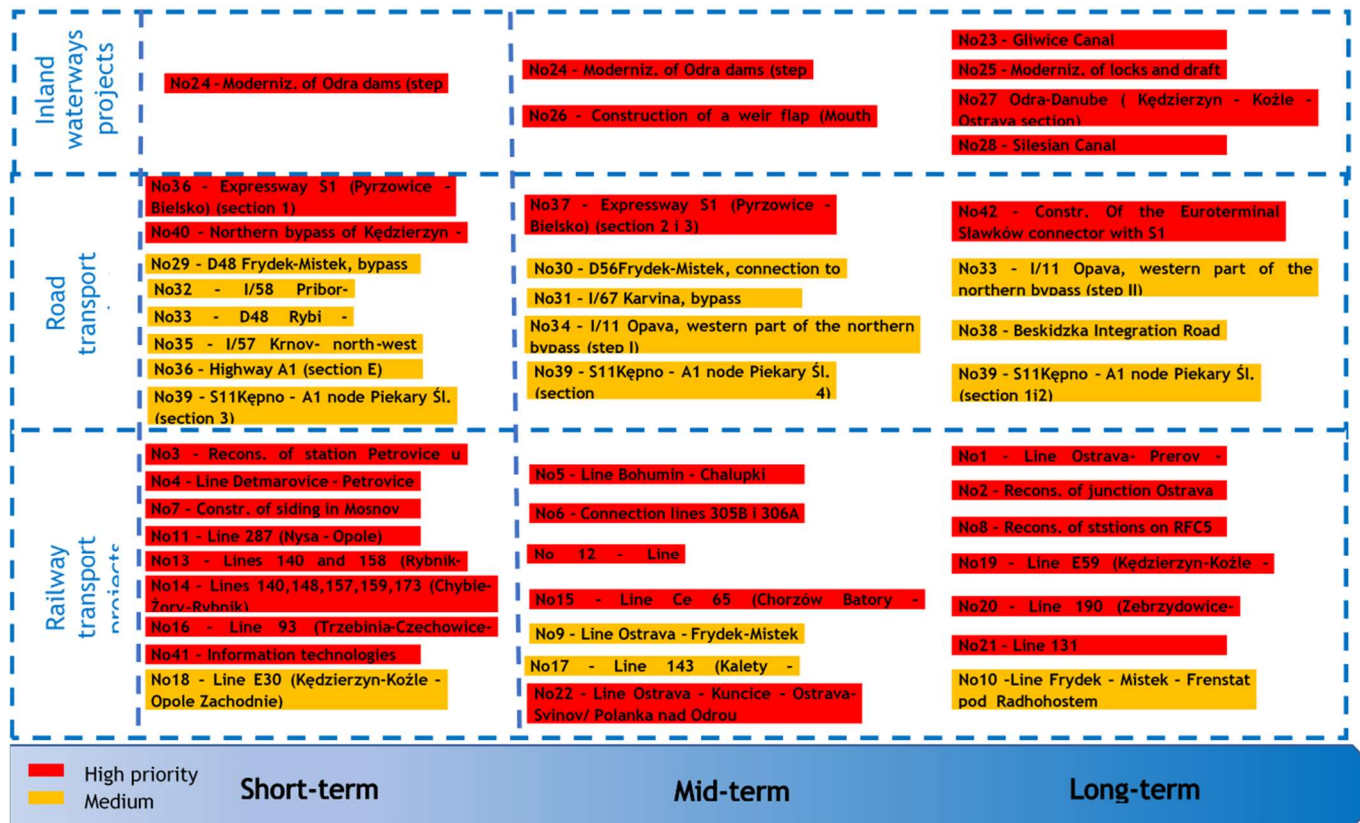 Inland
waterways
projects
No24 - Moderniz. of Odra dams (step
No24 - Moderniz. of Odra dams (step
No26 - Construction of a weir flap (Mouth
No23 - Gliwice Canal
No25 - Moderniz. of locks and draft
No27 Odra-Danube ( Kędzierzyn - Koźle -
Ostrava section)
No28 - Silesian Canal
Road
transport
No36 - Expressway S1 (Pyrzowice -
Bielsko) (section 1)
No40 - Northern bypass of Kędzierzyn -
No29 - D48 Frydek-Mistek, bypass
No32 - I/58 Pribor-
No33 - D48 Rybi -
No35 - I/57 Krnov- north-west
No36 - Highway A1 (section E)
No39 - S11Kępno - A1 node Piekary Śl.
(section 3)
No37 - Expressway S1 (Pyrzowice -
Bielsko) (section 2 i 3)
No30 - D56Frydek-Mistek, connection to
No31 - I/67 Karvina, bypass
No34 - I/11 Opava, western part of the northern
bypass (step I)
No39 - S11Kępno - A1 node Piekary Śl.
(section 4)
No42 - Constr. Of the Euroterminal
Sławków connector with S1
No33 - I/11 Opava, western part of the
northern bypass (step II)
No38 - Beskidzka Integration Road
No39 - S11Kępno - A1 node Piekary Śl.
(section 1i2)
Railway
transport
projects
No3 - Recons. of station Petrovice u
No4 - Line Detmarovice - Petrovice
No7 - Constr. of siding in Mosnov
No11 - Line 287 (Nysa - Opole)
No13 - Lines 140 and 158 (Rybnik-
No14 - Lines 140,148,157,159,173 (Chybie-
Żory-Rybnik)
No16 - Line 93 (Trzebinia-Czechowice-
No41 - Information technologies
No18 - Line E30 (Kędzierzyn-Koźle -
Opole Zachodnie)
No5 - Line Bohumin - Chalupki
No6 - Connection lines 305B i 306A
No 12 - Line
No15 - Line Ce 65 (Chorzów Batory -
No9 - Line Ostrava - Frydek-Mistek
No17 - Line 143 (Kalety -
No22 - Line Ostrava - Kuncice - Ostrava-
Svinov/ Polanka nad Odrou
No1 - Line Ostrava- Prerov -
No2 - Recons. of junction Ostrava
No8 - Recons. of ststions on RFC5
No19 - Line E59 (Kędzierzyn-Koźle -
No20 - Line 190 (Zebrzydowice-
No21 - Line 131
No10 -Line Frydek - Mistek - Frenstat
pod Radhohostem
High priority
Medium
Short-term
Mid-term
Long-term